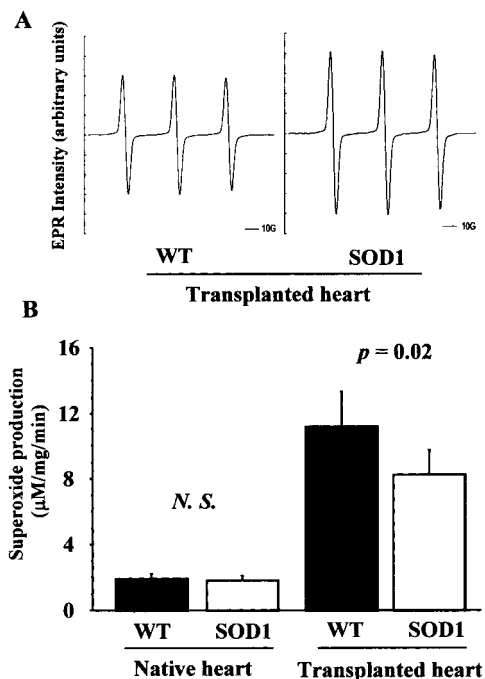 A
EPR Intensity (arbitrary units)
10G
10G
WT
SOD1
Transplanted heart
B
Superoxide production
(µM/mg/min)
16
12
8
4
0
p = 0.02
N. S.
WT
SOD1
WT
SOD1
Native heart
Transplanted heart